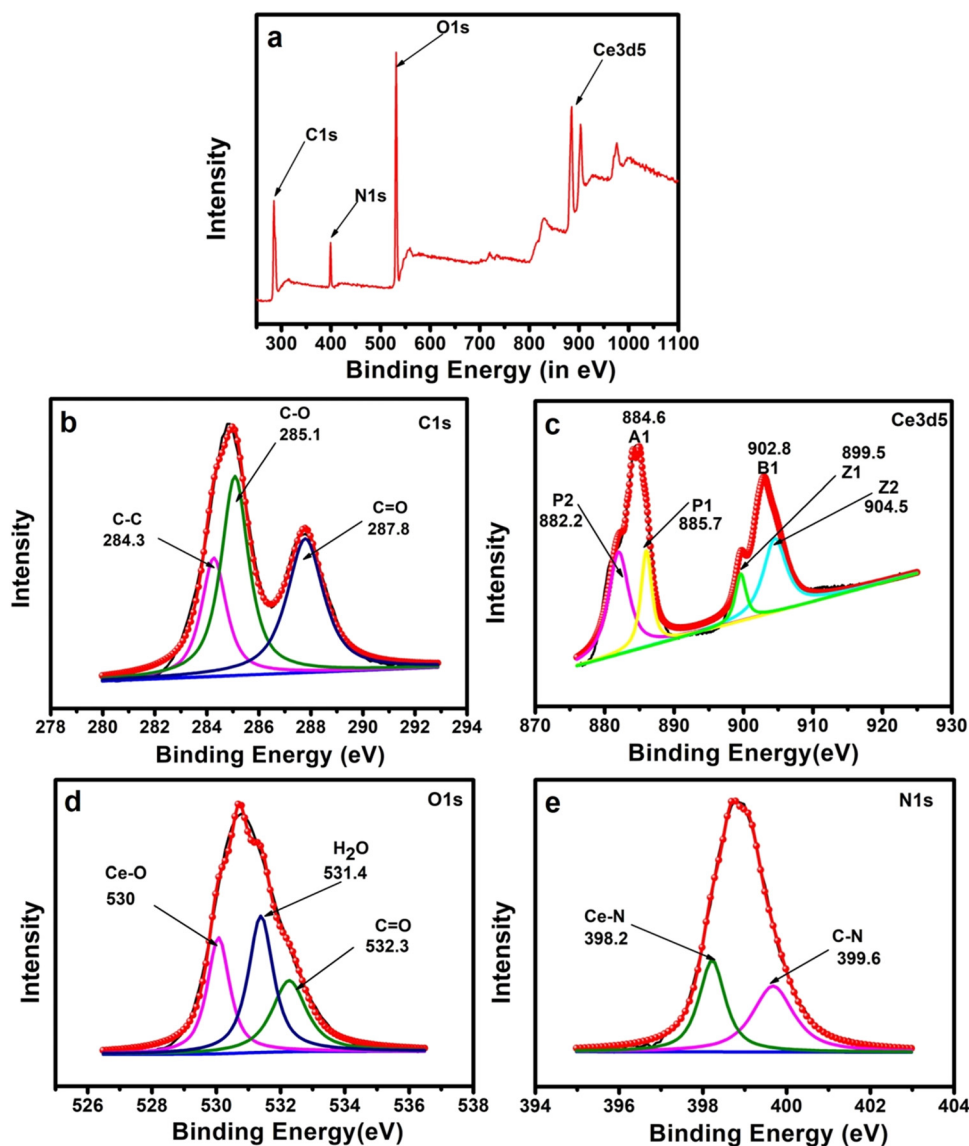 a
O1s
Ce3d5
C1s
N1s
Intensity
300 400 500 600 700 800 900 1000 1100
Binding Energy (in eV)
b
C1s
C-O
285.1
C-C
284.3
C=O
287.8
Intensity
278 280 282 284 286 288 290 292 294
Binding Energy (eV)
c
Ce3d5
884.6
A1
902.8
B1
899.5
Z1
Z2
904.5
P2
882.2
P1
885.7
Intensity
870 880 890 900 910 920 930
Binding Energy(eV)
d
O1s
Ce-O
530
H2O
531.4
C=O
532.3
Intensity
526 528 530 532 534 536 538
Binding Energy(eV)
e
N1s
Ce-N
398.2
C-N
399.6
Intensity
394 396 398 400 402 404
Binding Energy(eV)